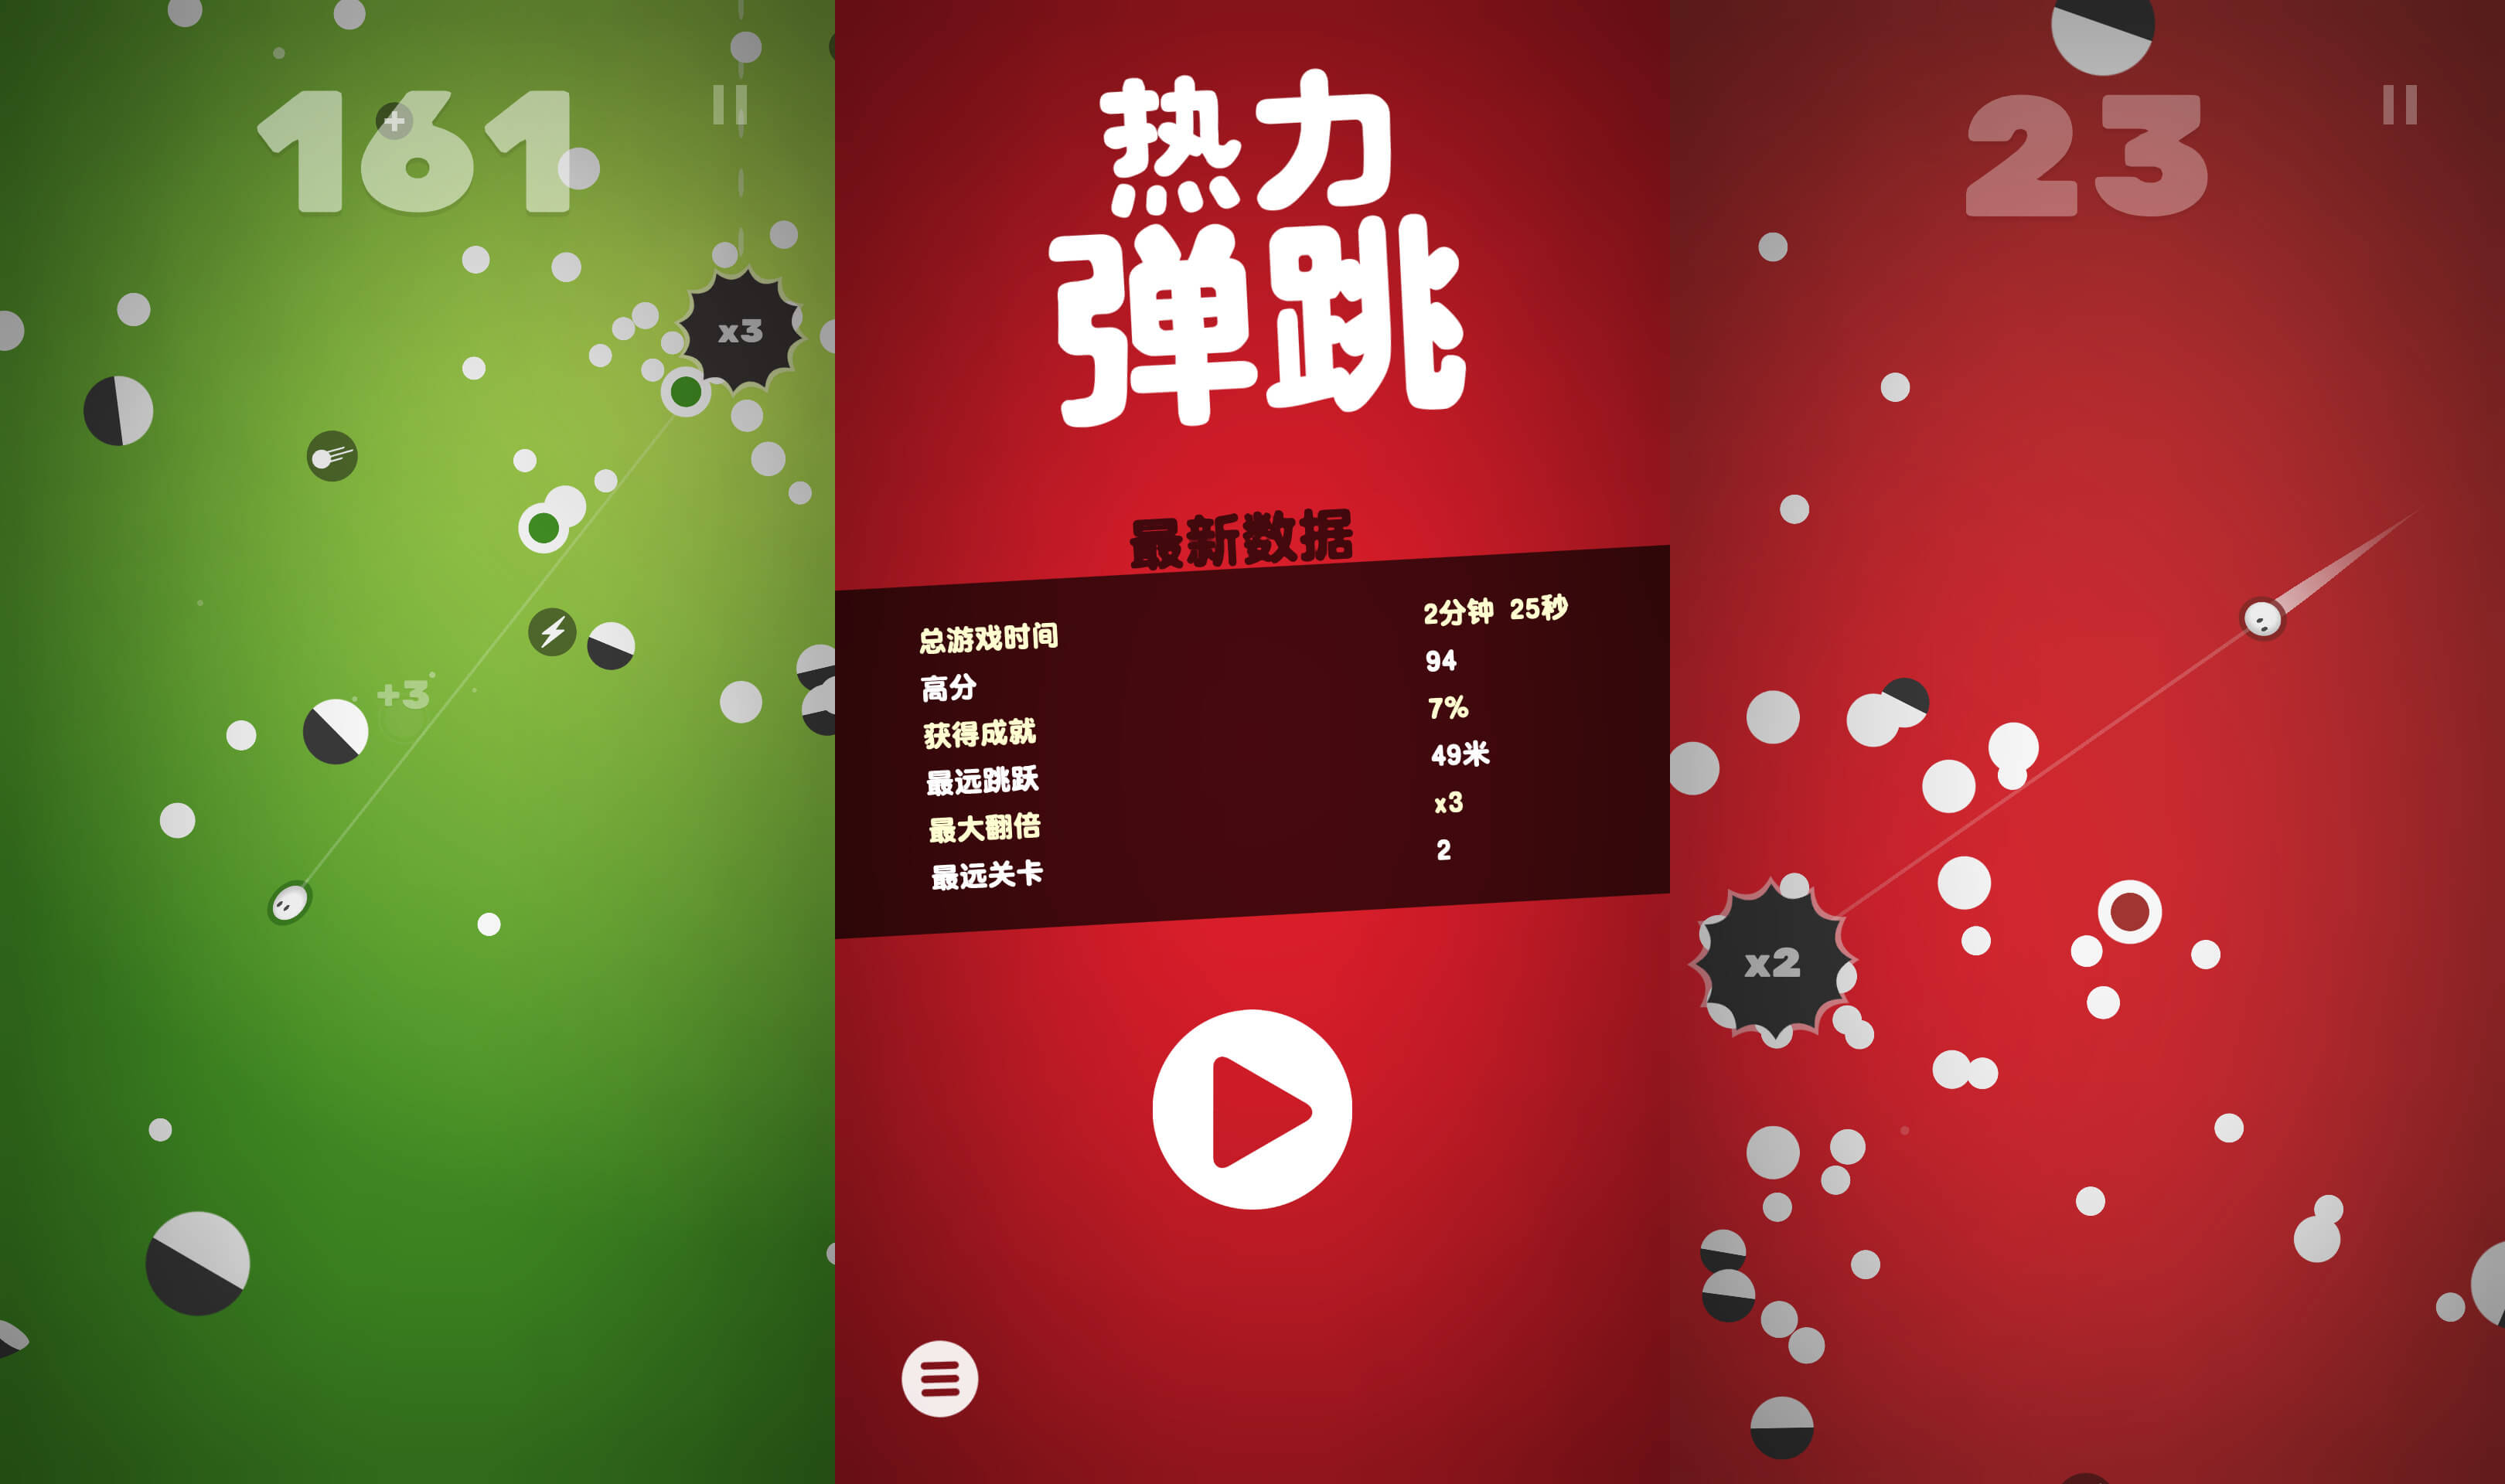 161
+
x3
+3
热力
弹跳
最新数据
总游戏时间 2分钟 25秒
高分 94
获得成就 7%
最远跳跃 49米
最大翻倍 x3
最远关卡 2
23
x2